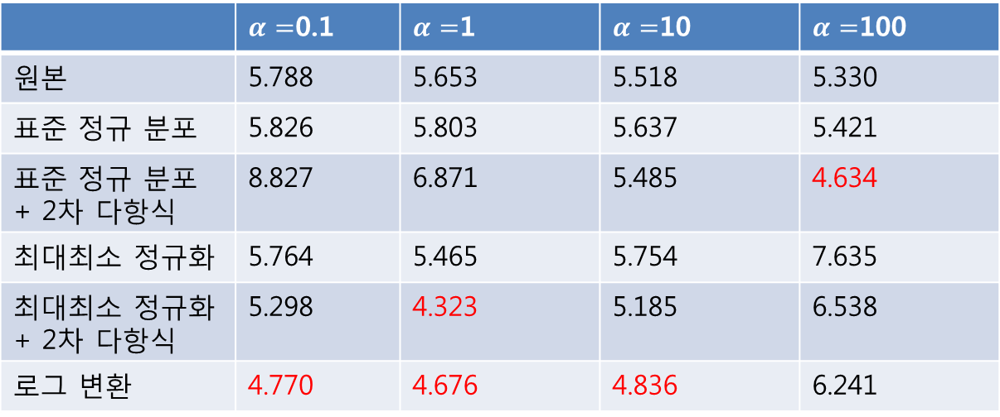 α =0.1 α =1 α =10 α =100
원본 5.788 5.653 5.518 5.330
표준 정규 분포 5.826 5.803 5.637 5.421
표준 정규 분포 8.827 6.871 5.485 4.634
+ 2차 다항식
최대최소 정규화 5.764 5.465 5.754 7.635
최대최소 정규화 5.298 4.323 5.185 6.538
+ 2차 다항식
로그 변환 4.770 4.676 4.836 6.241